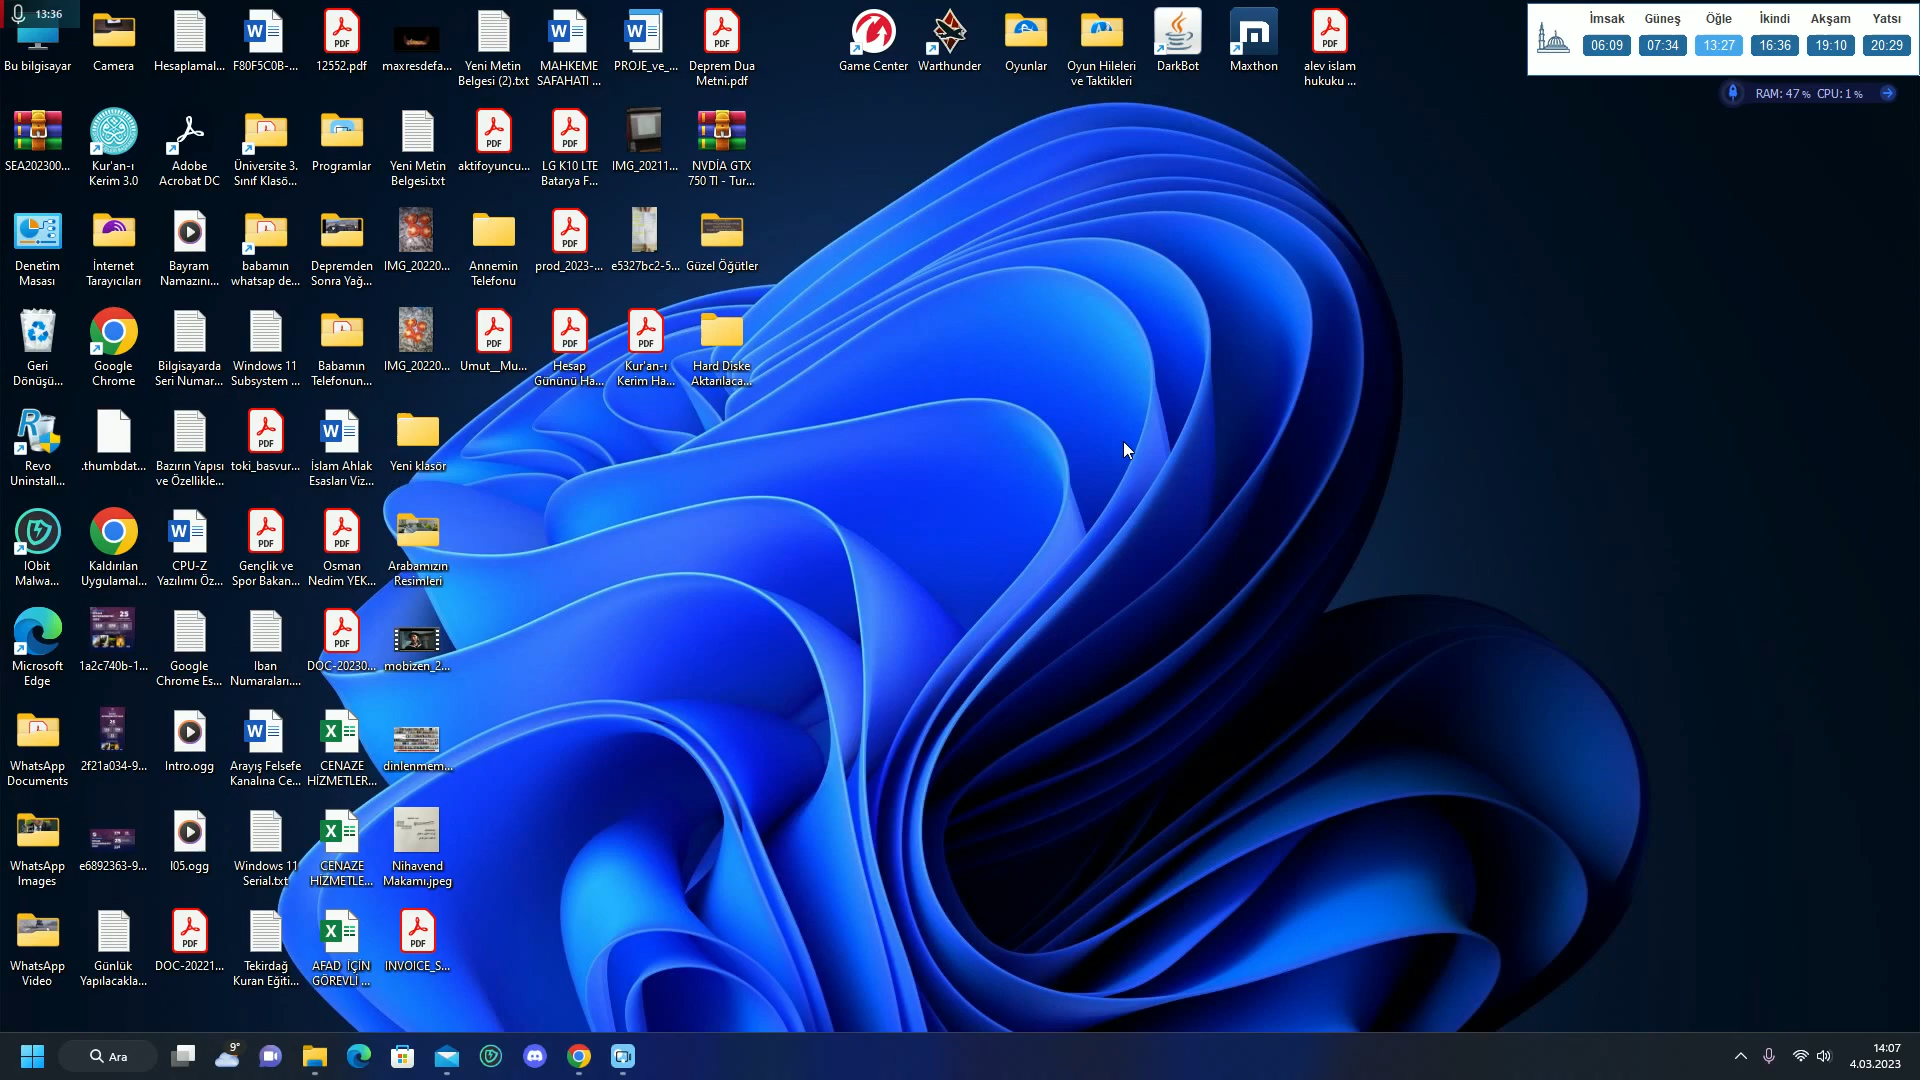 13:36
Bu bilgisayar
Camera
Hesaplamal...
F80F5C0B-...
12552.pdf
maxresdefa...
Yeni Metin
Belgesi (2).txt
MAHKEME
SAFAHATI ...
PROJE_ve_...
Deprem Dua
Metni.pdf
Game Center
Warthunder
Oyunlar
Oyun Hileleri
ve Taktikleri
DarkBot
Maxthon
alev islam
hukuku ...
İmsak Güneş Öğle İkindi Akşam Yatsı
06:09 07:34 13:27 16:36 19:10 20:29
RAM: 47 % CPU: 1 %
SEA202300...
Kur'an-ı
Kerim 3.0
Adobe
Acrobat DC
Üniversite 3.
Sınıf Klasö...
Programlar
Yeni Metin
Belgesi.txt
aktifoyuncu...
LG K10 LTE
Batarya F...
IMG_20211...
NVDİA GTX
750 TI - Tur...
Denetim
Masası
İnternet
Tarayıcıları
Bayram
Namazını...
babamın
whatsap de...
Depremden
Sonra Yağ...
IMG_20220...
Annemin
Telefonu
prod_2023-...
e5327bc2-5...
Güzel Öğütler
Geri
Dönüşü...
Google
Chrome
Bilgisayarda
Seri Numar...
Windows 11
Subsystem ...
Babamın
Telefonun...
IMG_20220...
Umut__Mu...
Hesap
Gününü Ha...
Kur'an-ı
Kerim Ha...
Hard Diske
Aktarılaca...
Revo
Uninstall...
.thumbdat...
Bazırın Yapısı
ve Özellikle...
toki_basvur...
İslam Ahlak
Esasları Viz...
Yeni klasör
IObit
Malwa...
Kaldırılan
Uygulamal...
CPU-Z
Yazılımı Öz...
Gençlik ve
Spor Bakan...
Osman
Nedim YEK...
Arabamızın
Resimleri
Microsoft
Edge
1a2c740b-1...
Google
Chrome Es...
Iban
Numaraları....
DOC-20230...
mobizen_2...
WhatsApp
Documents
2f21a034-9...
Intro.ogg
Arayış Felsefe
Kanalına Ce...
CENAZE
HİZMETLER...
dinlenmem...
WhatsApp
Images
e6892363-9...
I05.ogg
Windows 11
Serial.txt
CENAZE
HİZMETLE...
Nihavend
Makamı.jpeg
WhatsApp
Video
Günlük
Yapılacakla...
DOC-20221...
Tekirdağ
Kuran Eğiti...
AFAD İÇİN
GÖREVLİ ...
INVOICE_S...
Ara
9°
14:07
4.03.2023